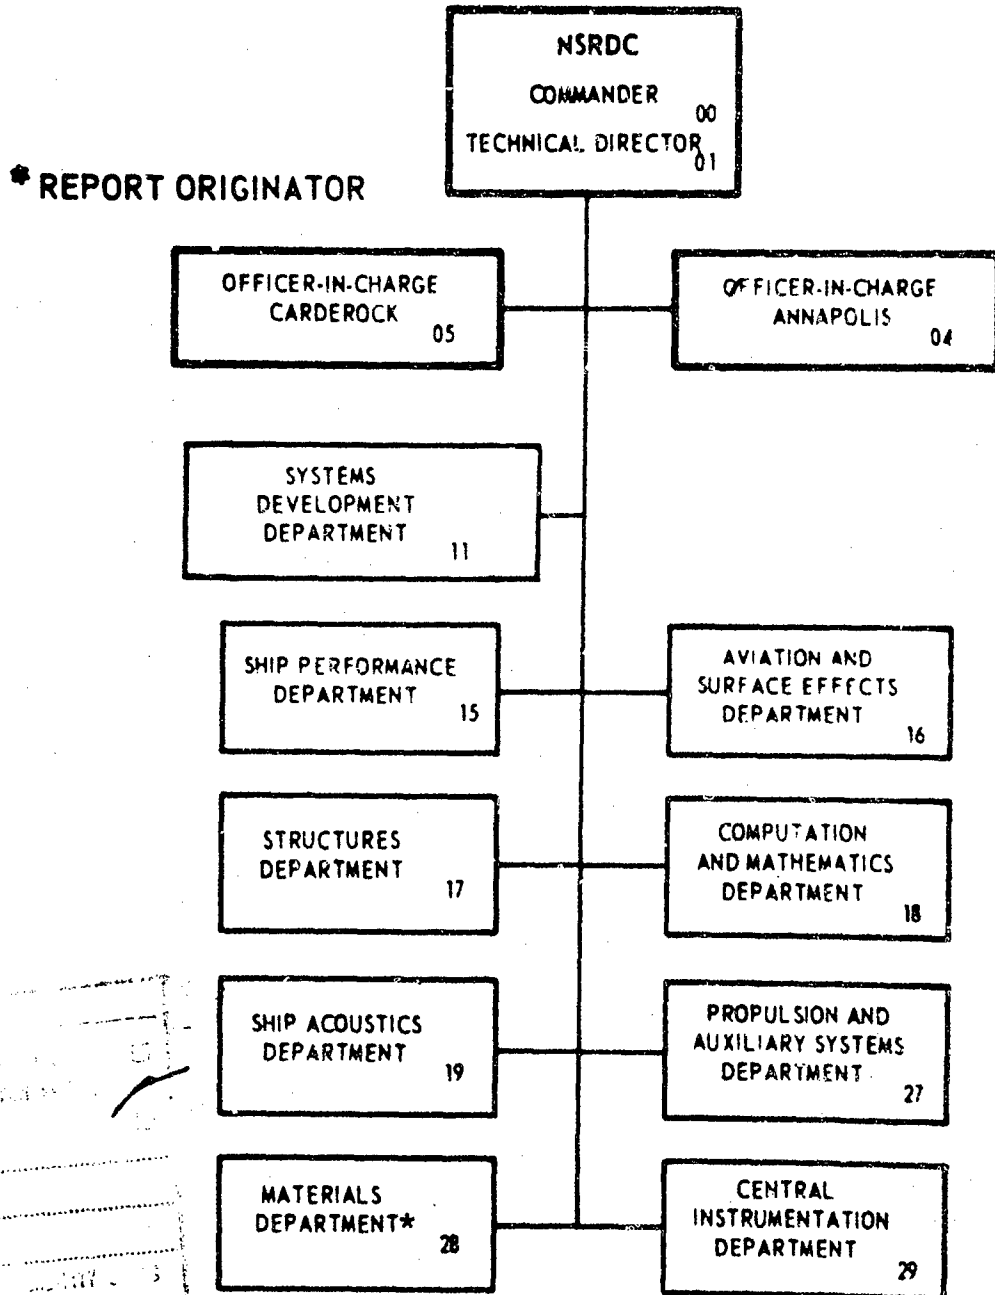 NSRDC
COMMANDER
00
TECHNICAL DIRECTOR
01
* REPORT ORIGINATOR
OFFICER-IN-CHARGE
CARDEROCK
05
OFFICER-IN-CHARGE
ANNAPOLIS
04
SYSTEMS
DEVELOPMENT
DEPARTMENT
11
SHIP PERFORMANCE
DEPARTMENT
15
AVIATION AND
SURFACE EFFECTS
DEPARTMENT
16
STRUCTURES
DEPARTMENT
17
COMPUTATION
AND MATHEMATICS
DEPARTMENT
18
SHIP ACOUSTICS
DEPARTMENT
19
PROPULSION AND
AUXILIARY SYSTEMS
DEPARTMENT
27
MATERIALS
DEPARTMENT*
28
CENTRAL
INSTRUMENTATION
DEPARTMENT
29